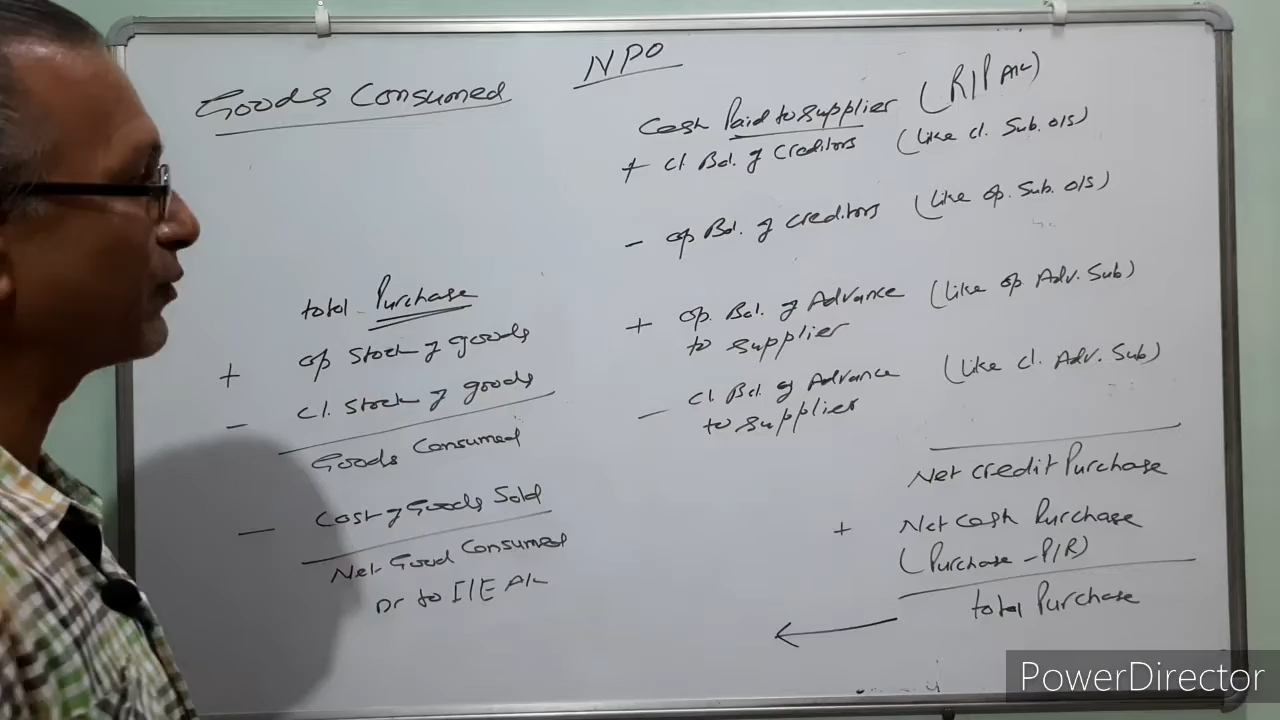 NPO
Goods Consumed
total Purchase
+ op Stock of goods
- cl. Stock of goods
Goods Consumed
- Cost of Goods Sold
Net Good Consumed
Dr to I/E A/c
Cash Paid to supplier (R/P A/c)
+ cl Bal. of Creditors (Like cl. Sub. o/s)
- op Bal. of Creditors (Like op. Sub. o/s)
+ op. Bal. of Advance (Like op Adv. Sub)
to supplier
- cl. Bal. of Advance (Like cl. Adv. Sub)
to supplier
Net credit Purchase
+ Net cash Purchase
(Purchase - P/R)
total Purchase
PowerDirector